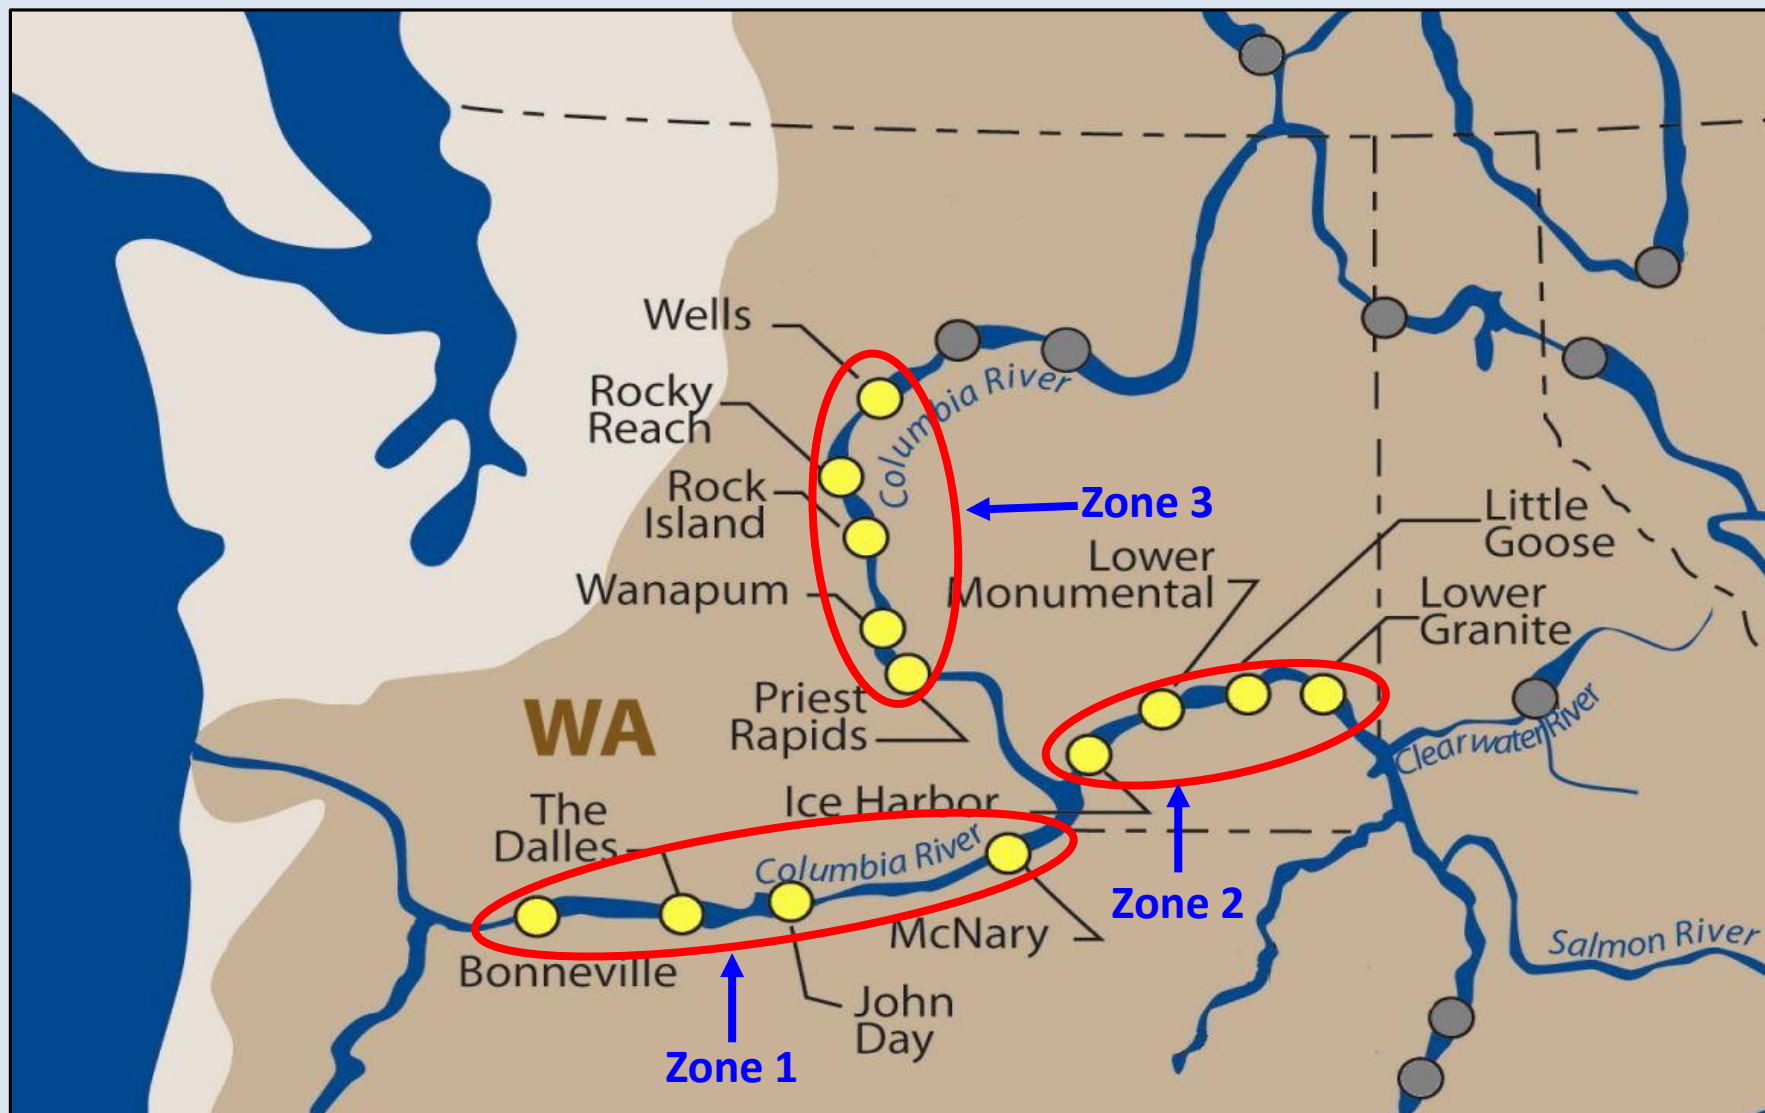 Wells
Rocky
Reach
Columbia River
Rock
Island
Zone 3
Little
Goose
Lower
Monumental
Wanapum
Lower
Granite
Priest
Rapids
WA
Clearwater River
Ice Harbor
The
Dalles
Columbia River
Zone 2
McNary
Salmon River
Bonneville
John
Day
Zone 1